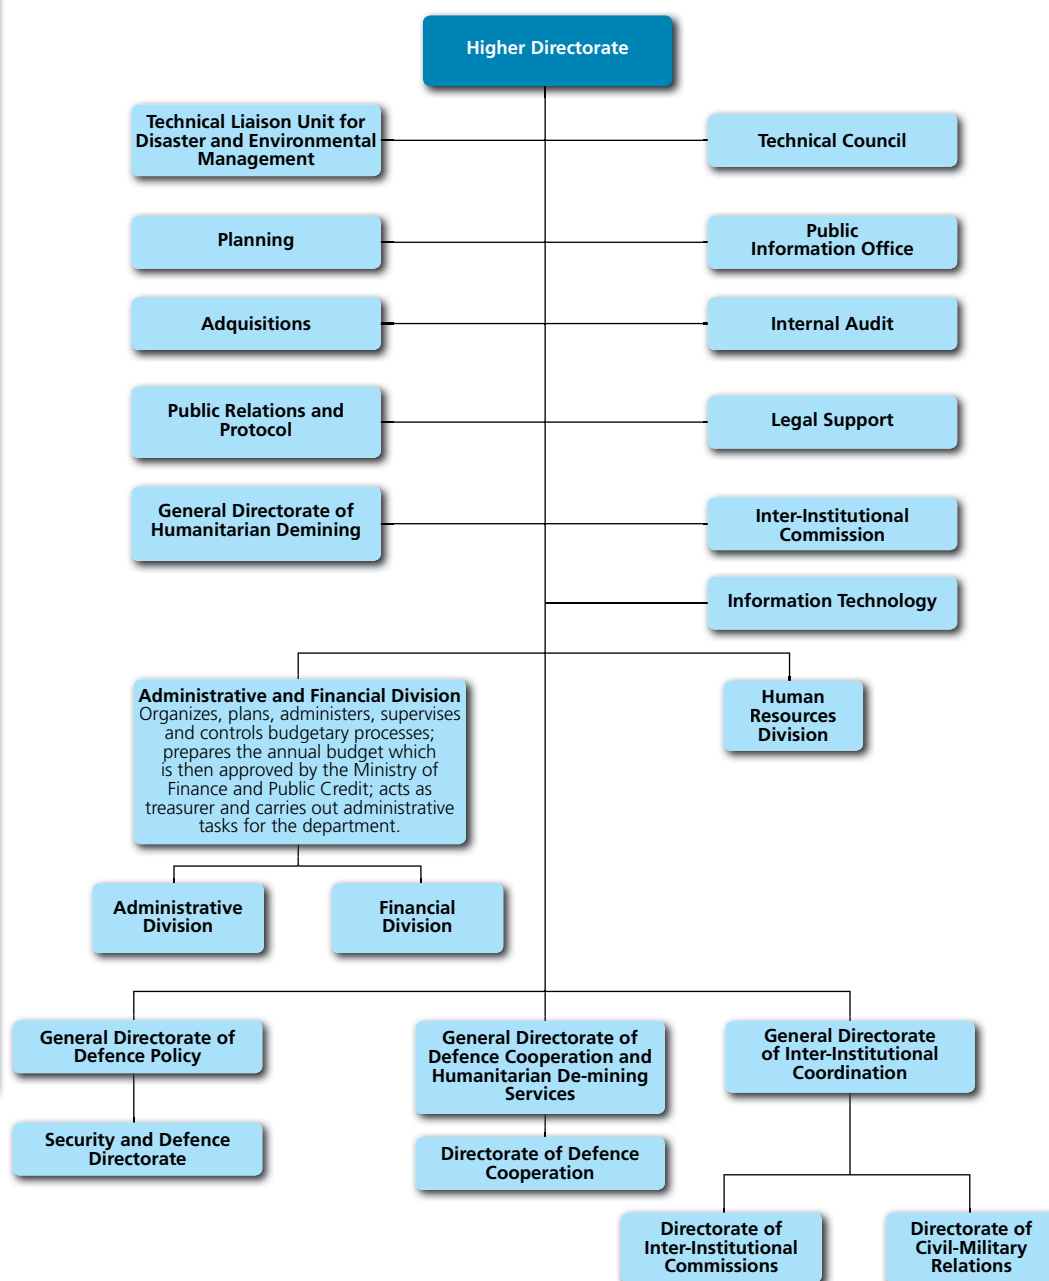 Higher Directorate
Technical Liaison Unit for
Disaster and Environmental
Management
Technical Council
Planning
Public
Information Office
Adquisitions
Internal Audit
Public Relations and
Protocol
Legal Support
General Directorate of
Humanitarian Demining
Inter-Institutional
Commission
Information Technology
Administrative and Financial Division
Organizes, plans, administers, supervises
and controls budgetary processes;
prepares the annual budget which
is then approved by the Ministry of
Finance and Public Credit; acts as
treasurer and carries out administrative
tasks for the department.
Human
Resources
Division
Administrative
Division
Financial
Division
General Directorate of
Defence Policy
General Directorate of
Defence Cooperation and
Humanitarian De-mining
Services
General Directorate
of Inter-Institutional
Coordination
Security and Defence
Directorate
Directorate of Defence
Cooperation
Directorate of
Inter-Institutional
Commissions
Directorate of
Civil-Military
Relations